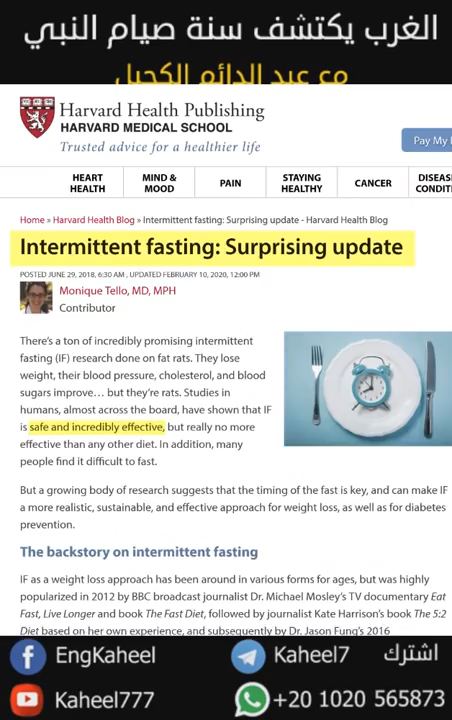 الغرب يكتشف سنة صيام النبي
مع عبد الدائم الكحيل
Harvard Health Publishing
HARVARD MEDICAL SCHOOL
Trusted advice for a healthier life
Pay My
HEART HEALTH
MIND & MOOD
PAIN
STAYING HEALTHY
CANCER
DISEAS
CONDIT
Home » Harvard Health Blog » Intermittent fasting: Surprising update - Harvard Health Blog
Intermittent fasting: Surprising update
POSTED JUNE 29, 2018, 6:30 AM , UPDATED FEBRUARY 10, 2020, 12:00 PM
Monique Tello, MD, MPH
Contributor
There's a ton of incredibly promising intermittent
fasting (IF) research done on fat rats. They lose
weight, their blood pressure, cholesterol, and blood
sugars improve… but they're rats. Studies in
humans, almost across the board, have shown that IF
is safe and incredibly effective, but really no more
effective than any other diet. In addition, many
people find it difficult to fast.
But a growing body of research suggests that the timing of the fast is key, and can make IF
a more realistic, sustainable, and effective approach for weight loss, as well as for diabetes
prevention.
The backstory on intermittent fasting
IF as a weight loss approach has been around in various forms for ages, but was highly
popularized in 2012 by BBC broadcast journalist Dr. Michael Mosley's TV documentary Eat
Fast, Live Longer and book The Fast Diet, followed by journalist Kate Harrison's book The 5:2
Diet based on her own experience, and subsequently by Dr. Jason Fung's 2016
EngKaheel
Kaheel7
اشترك
Kaheel777
+20 1020 565873